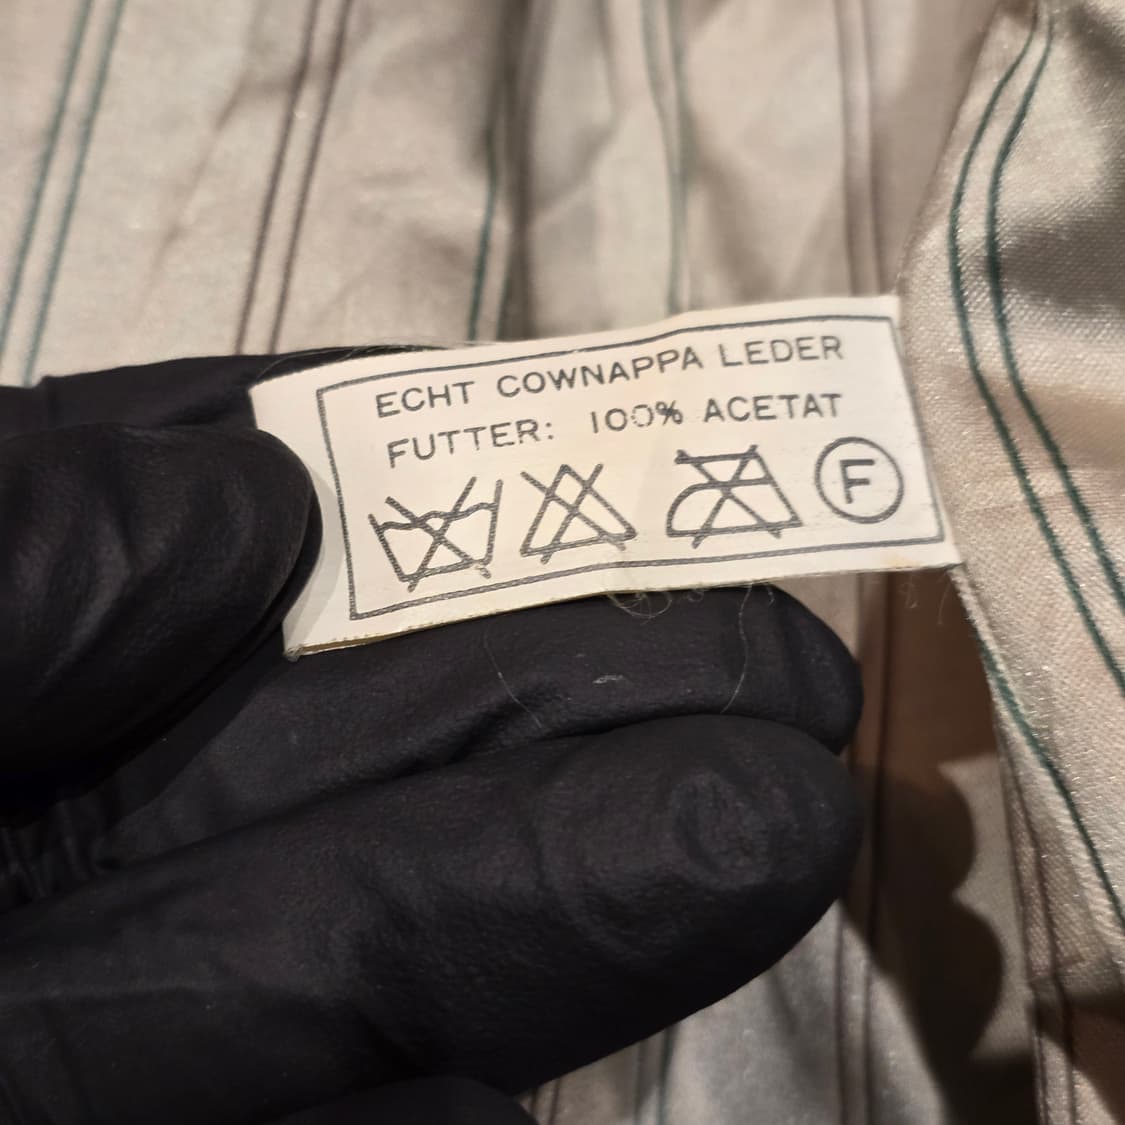 ECHT COWNAPPA LEDER
FUTTER: 100% ACETAT
F